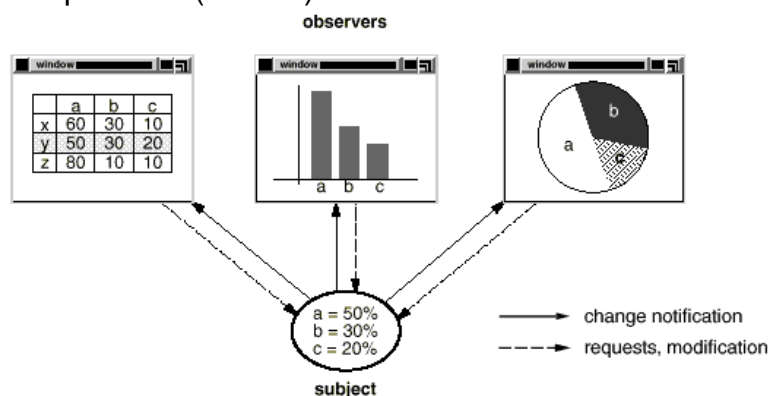 observers
window
window
window
a b c
x 60 30 10
y 50 30 20
z 80 10 10
a b c
a
b
c
a = 50%
b = 30%
c = 20%
change notification
requests, modification
subject